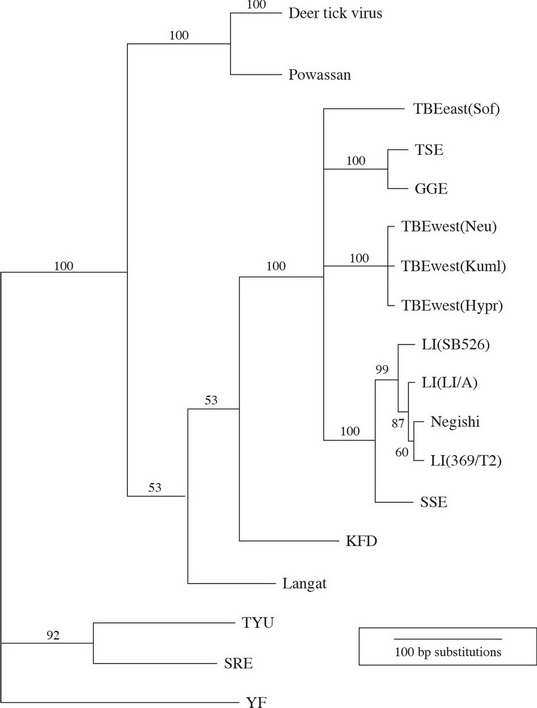 100
Deer tick virus
100
Powassan
TBEeast(Sof)
TSE
100
GGE
TBEwest(Neu)
100
TBEwest(Kuml)
100
100
TBEwest(Hypr)
LI(SB526)
99
LI(LI/A)
53
87
Negishi
100
60
LI(369/T2)
53
SSE
KFD
Langat
TYU
92
SRE
100 bp substitutions
YF